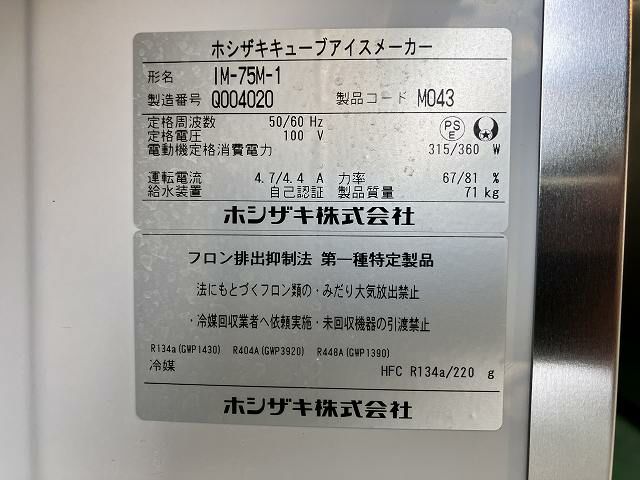 ホシザキキューブアイスメーカー
形名 IM-75M-1
製造番号 Q004020 製品コード M043
定格周波数 50/60 Hz
定格電圧 100 V
電動機定格消費電力 315/360 W
PSE
運転電流 4.7/4.4 A 力率 67/81 %
給水装置 自己認証 製品質量 71 kg
ホシザキ株式会社
フロン排出抑制法 第一種特定製品
法にもとづくフロン類の・みだり大気放出禁止
・冷媒回収業者へ依頼実施・未回収機器の引渡禁止
R134a(GWP1430) R404A(GWP3920) R448A(GWP1390)
冷媒 HFC R134a/220 g
ホシザキ株式会社